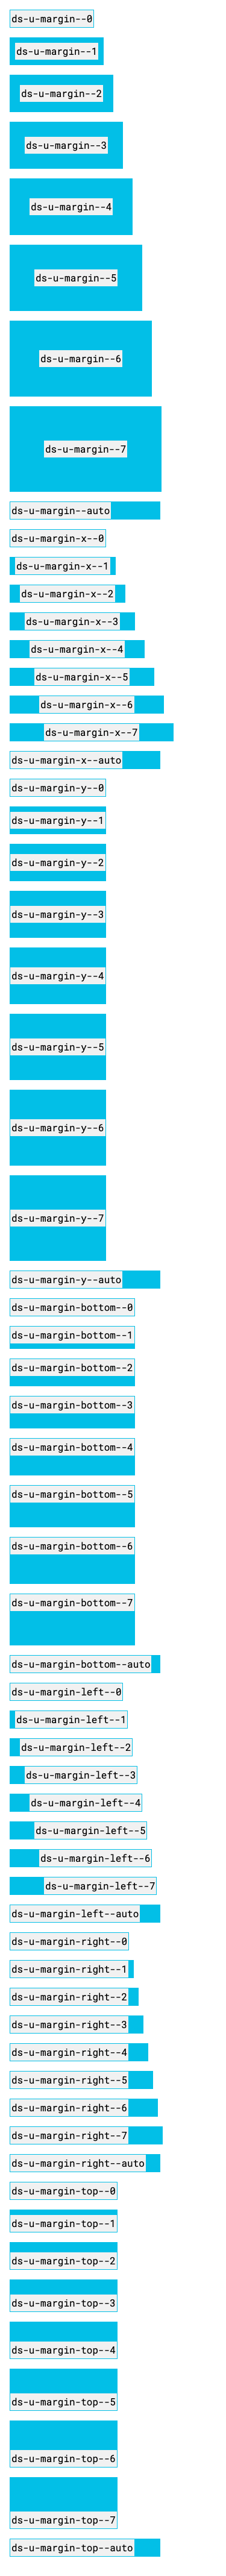 ds-u-margin--0
ds-u-margin--1
ds-u-margin--2
ds-u-margin--3
ds-u-margin--4
ds-u-margin--5
ds-u-margin--6
ds-u-margin--7
ds-u-margin--auto
ds-u-margin-x--0
ds-u-margin-x--1
ds-u-margin-x--2
ds-u-margin-x--3
ds-u-margin-x--4
ds-u-margin-x--5
ds-u-margin-x--6
ds-u-margin-x--7
ds-u-margin-x--auto
ds-u-margin-y--0
ds-u-margin-y--1
ds-u-margin-y--2
ds-u-margin-y--3
ds-u-margin-y--4
ds-u-margin-y--5
ds-u-margin-y--6
ds-u-margin-y--7
ds-u-margin-y--auto
ds-u-margin-bottom--0
ds-u-margin-bottom--1
ds-u-margin-bottom--2
ds-u-margin-bottom--3
ds-u-margin-bottom--4
ds-u-margin-bottom--5
ds-u-margin-bottom--6
ds-u-margin-bottom--7
ds-u-margin-bottom--auto
ds-u-margin-left--0
ds-u-margin-left--1
ds-u-margin-left--2
ds-u-margin-left--3
ds-u-margin-left--4
ds-u-margin-left--5
ds-u-margin-left--6
ds-u-margin-left--7
ds-u-margin-left--auto
ds-u-margin-right--0
ds-u-margin-right--1
ds-u-margin-right--2
ds-u-margin-right--3
ds-u-margin-right--4
ds-u-margin-right--5
ds-u-margin-right--6
ds-u-margin-right--7
ds-u-margin-right--auto
ds-u-margin-top--0
ds-u-margin-top--1
ds-u-margin-top--2
ds-u-margin-top--3
ds-u-margin-top--4
ds-u-margin-top--5
ds-u-margin-top--6
ds-u-margin-top--7
ds-u-margin-top--auto